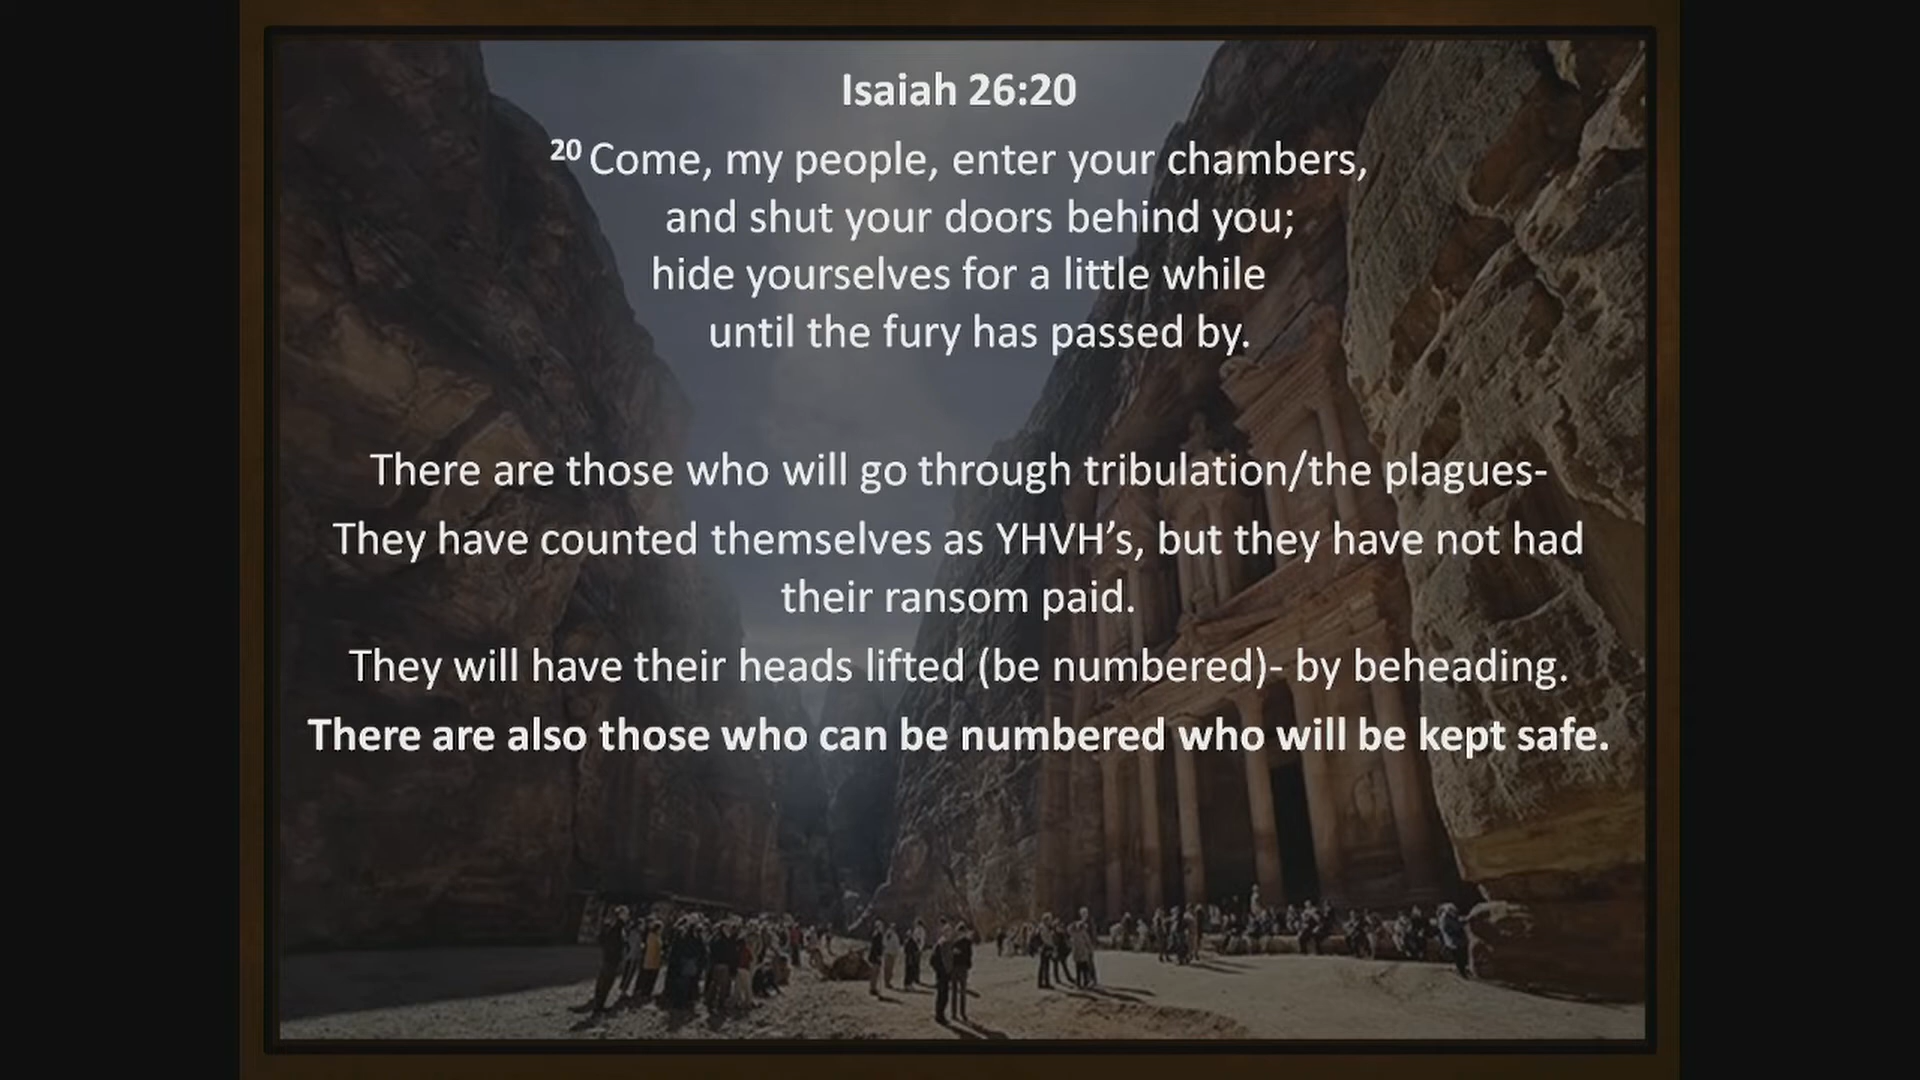 Isaiah 26:20
20 Come, my people, enter your chambers,
and shut your doors behind you;
hide yourselves for a little while
until the fury has passed by.
There are those who will go through tribulation/the plagues-
They have counted themselves as YHVH’s, but they have not had
their ransom paid.
They will have their heads lifted (be numbered)- by beheading.
There are also those who can be numbered who will be kept safe.